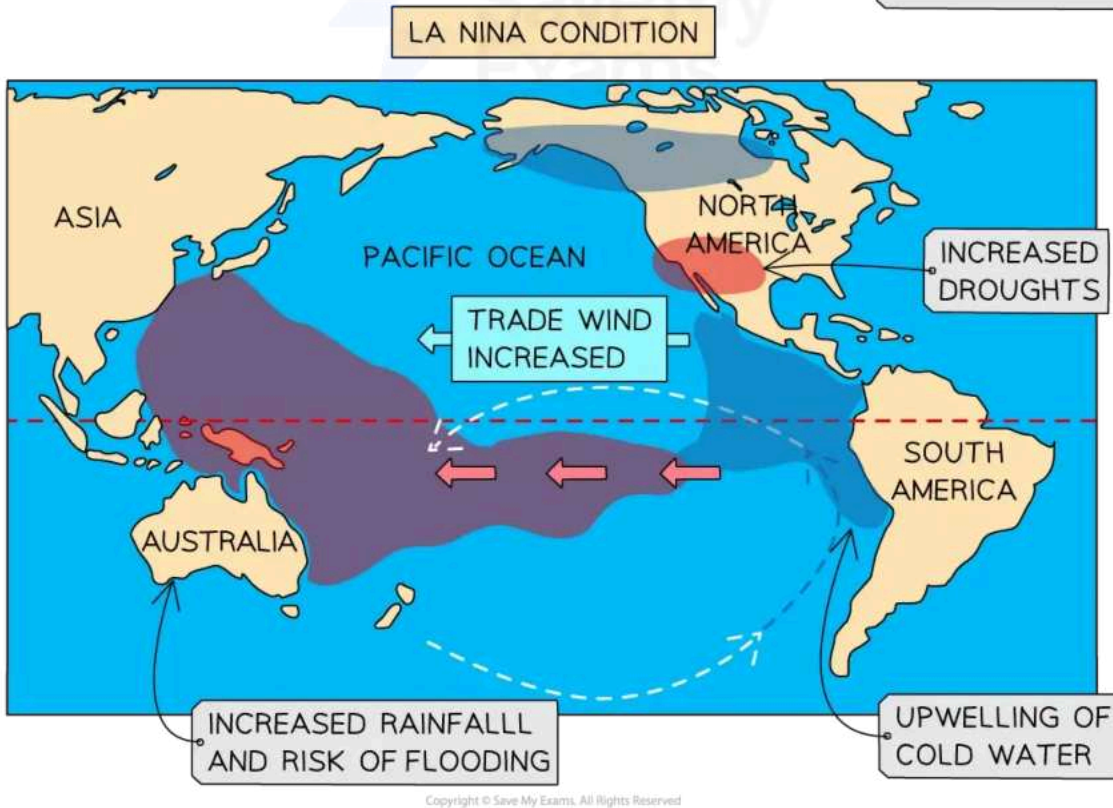 LA NINA CONDITION
ASIA
PACIFIC OCEAN
NORTH
AMERICA
INCREASED
DROUGHTS
TRADE WIND
INCREASED
SOUTH
AMERICA
AUSTRALIA
INCREASED RAINFALLL
AND RISK OF FLOODING
UPWELLING OF
COLD WATER
Copyright © Save My Exams. All Rights Reserved